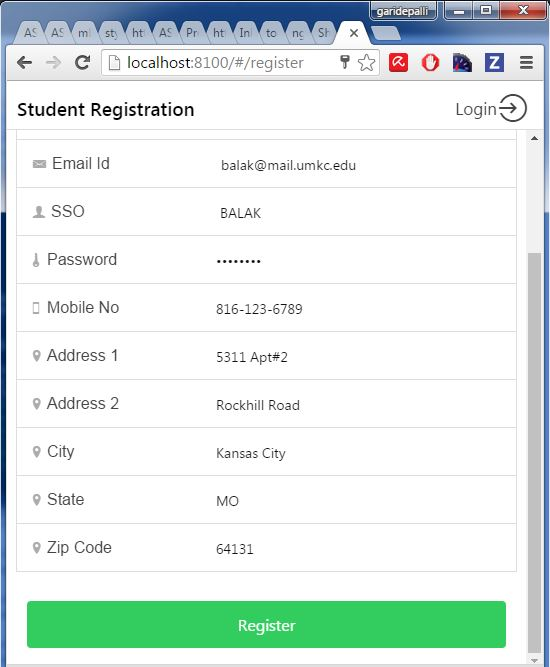 garidepalli
AS AS ml sty ht AS Pr ht Inl to ng Sh
localhost:8100/#/register
Z
Student Registration
Login
Email Id balak@mail.umkc.edu
SSO BALAK
Password ••••••••
Mobile No 816-123-6789
Address 1 5311 Apt#2
Address 2 Rockhill Road
City Kansas City
State MO
Zip Code 64131
Register